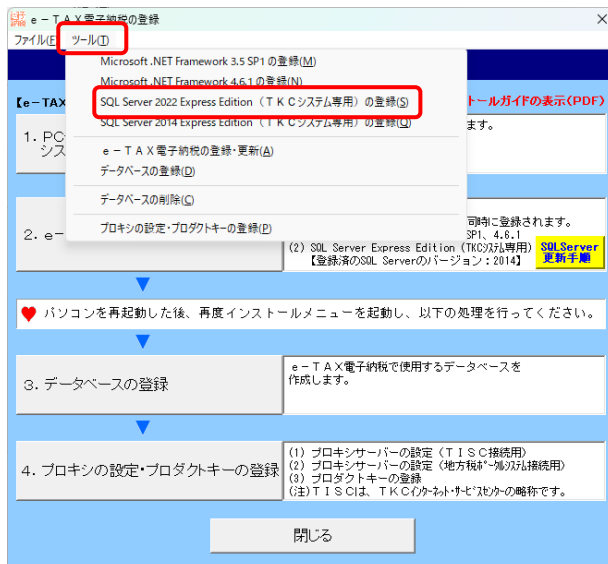 e-TAX電子納税の登録
ファイル(F) ツール(T)
Microsoft .NET Framework 3.5 SP1 の登録(M)
Microsoft .NET Framework 4.6.1 の登録(N)
【e-TAX
SQL Server 2022 Express Edition（TKCシステム専用）の登録(S)
トールガイドの表示(PDF)
SQL Server 2014 Express Edition（TKCシステム専用）の登録(Q)
ます。
1. PC
シス
e-TAX電子納税の登録・更新(A)
データベースの登録(D)
データベースの削除(C)
プロキシの設定・プロダクトキーの登録(P)
同時に登録されます。
SP1、4.6.1
2. e-
(2) SQL Server Express Edition (TKCシステム専用)
【登録済のSQL Serverのバージョン：2014】
SQLServer
更新手順
パソコンを再起動した後、再度インストールメニューを起動し、以下の処理を行ってください。
3. データベースの登録
e-TAX電子納税で使用するデータベースを
作成します。
4. プロキシの設定・プロダクトキーの登録
(1) プロキシサーバーの設定（TISC接続用）
(2) プロキシサーバーの設定（地方税ポータルシステム接続用）
(3) プロダクトキーの登録
(注)TISCは、TKCインターネット・サービスセンターの略称です。
閉じる